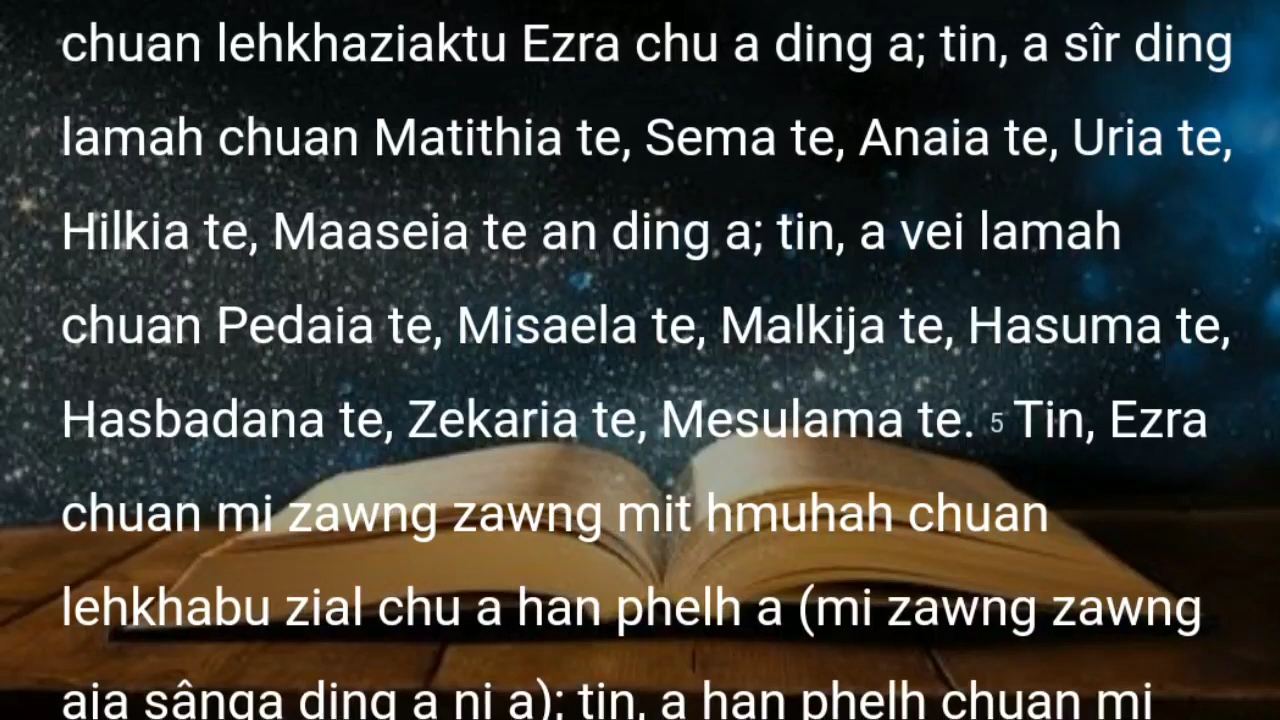 chuan lehkhaziaktu Ezra chu a ding a; tin, a sîr ding
lamah chuan Matithia te, Sema te, Anaia te, Uria te,
Hilkia te, Maaseia te an ding a; tin, a vei lamah
chuan Pedaia te, Misaela te, Malkija te, Hasuma te,
Hasbadana te, Zekaria te, Mesulama te. 5 Tin, Ezra
chuan mi zawng zawng mit hmuhah chuan
lehkhabu zial chu a han phelh a (mi zawng zawng
aia sânga ding a ni a); tin, a han phelh chuan mi